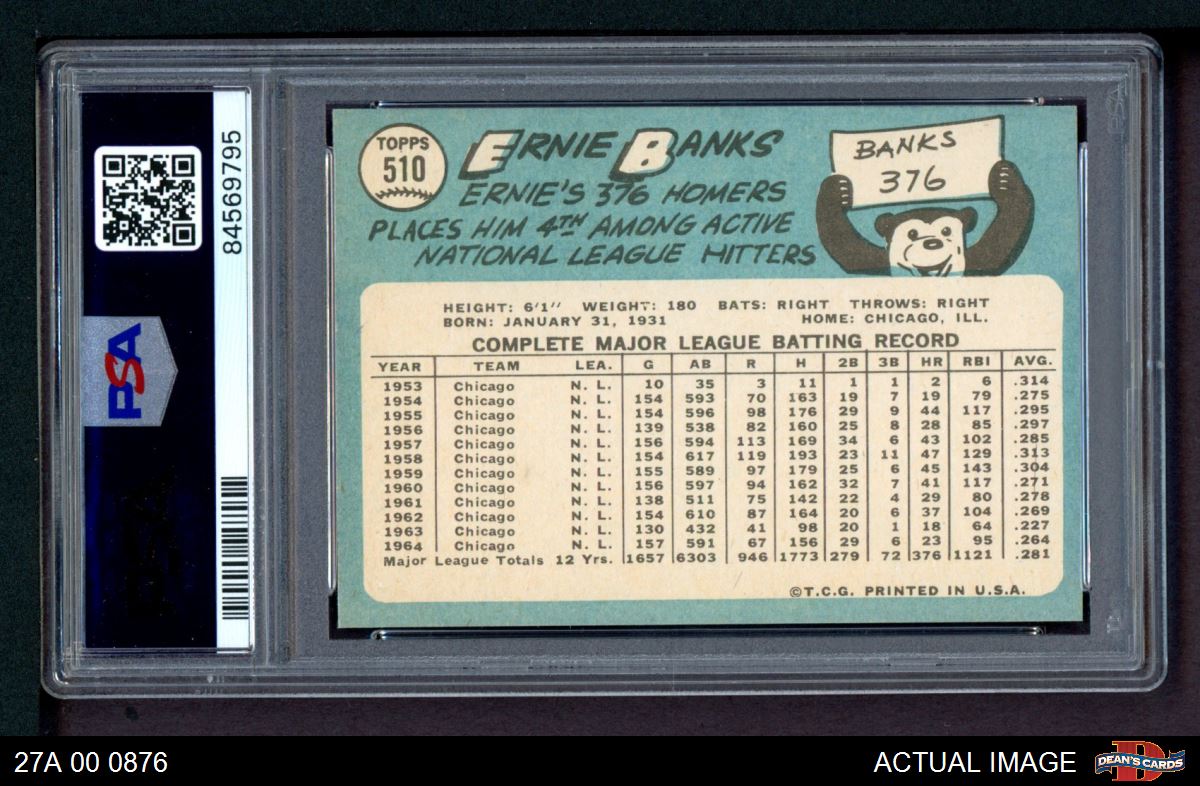 PSA
84569795
TOPPS
510
ERNIE BANKS
ERNIE'S 376 HOMERS
PLACES HIM 4TH AMONG ACTIVE
NATIONAL LEAGUE HITTERS
BANKS
376
HEIGHT: 6'1" WEIGHT: 180 BATS: RIGHT THROWS: RIGHT
BORN: JANUARY 31, 1931 HOME: CHICAGO, ILL.
COMPLETE MAJOR LEAGUE BATTING RECORD
YEAR TEAM LEA. G AB R H 2B 3B HR RBI AVG.
1953 Chicago N. L. 10 35 3 11 1 1 2 6 .314
1954 Chicago N. L. 154 593 70 163 19 7 19 79 .275
1955 Chicago N. L. 154 596 98 176 29 9 44 117 .295
1956 Chicago N. L. 139 538 82 160 25 8 28 85 .297
1957 Chicago N. L. 156 594 113 169 34 6 43 102 .285
1958 Chicago N. L. 154 617 119 193 23 11 47 129 .313
1959 Chicago N. L. 155 589 97 179 25 6 45 143 .304
1960 Chicago N. L. 156 597 94 162 32 7 41 117 .271
1961 Chicago N. L. 138 511 75 142 22 4 29 80 .278
1962 Chicago N. L. 154 610 87 164 20 6 37 104 .269
1963 Chicago N. L. 130 432 41 98 20 1 18 64 .227
1964 Chicago N. L. 157 591 67 156 29 6 23 95 .264
Major League Totals 12 Yrs. 1657 6303 946 1773 279 72 376 1121 .281
©T.C.G. PRINTED IN U.S.A.
27A 00 0876
ACTUAL IMAGE
D
DEAN'S CARDS